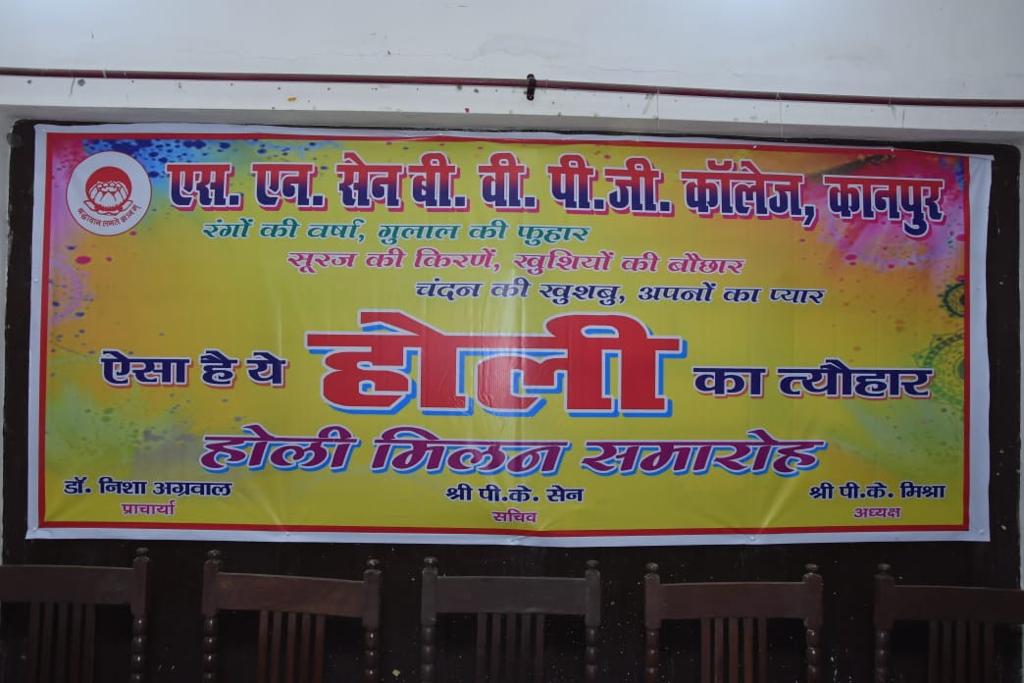 एस. एन. सेन बी. वी. पी.जी. कॉलेज, कानपुर
रंगों की वर्षा, गुलाल की फुहार
सूरज की किरणें, खुशियों की बौछार
चंदन की खुशबु, अपनों का प्यार
ऐसा है ये होली का त्यौहार
होली मिलन समारोह
डॉ. निशा अग्रवाल
प्राचार्या
श्री पी.के. सेन
सचिव
श्री पी.के. मिश्रा
अध्यक्ष